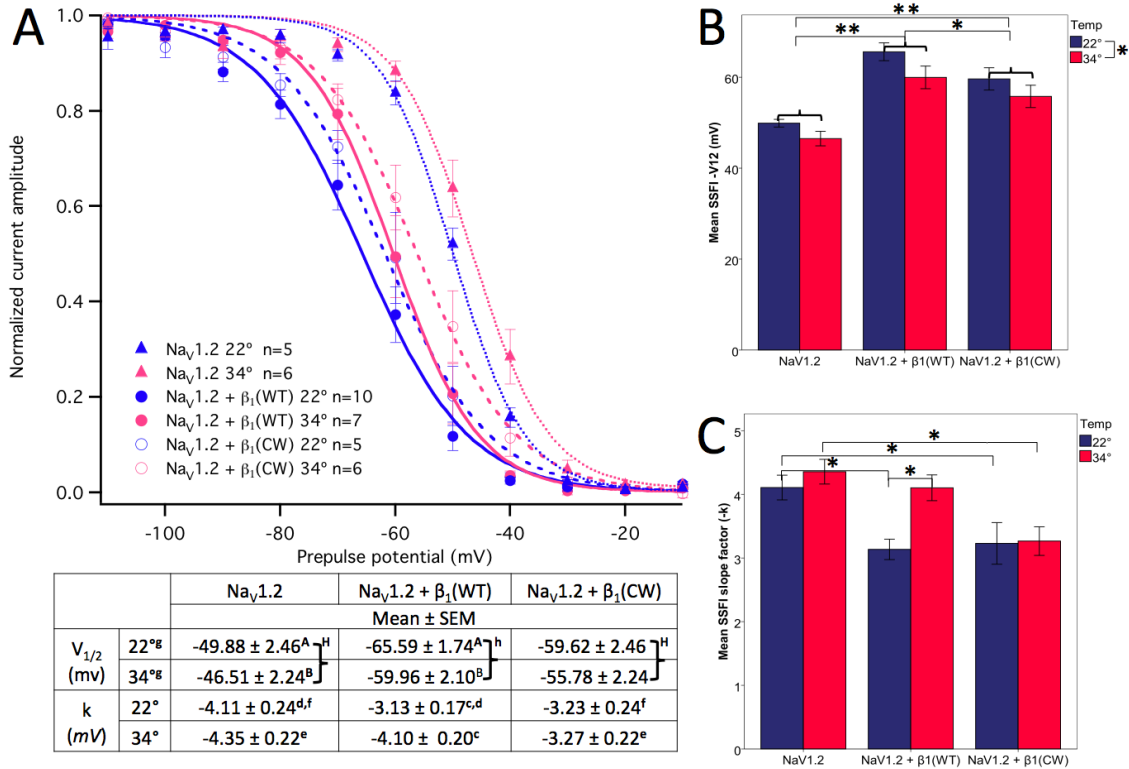 A
Normalized current amplitude
1.0
0.8
0.6
0.4
0.2
0.0
▲ NaV1.2 22° n=5
▲ NaV1.2 34° n=6
● NaV1.2 + β1(WT) 22° n=10
● NaV1.2 + β1(WT) 34° n=7
○ NaV1.2 + β1(CW) 22° n=5
○ NaV1.2 + β1(CW) 34° n=6
-100 -80 -60 -40 -20
Prepulse potential (mV)
NaV1.2 NaV1.2 + β1(WT) NaV1.2 + β1(CW)
Mean ± SEM
V1/2 (mv) 22°g -49.88 ± 2.46A H -65.59 ± 1.74A h -59.62 ± 2.46 H
34°g -46.51 ± 2.24B -59.96 ± 2.10B -55.78 ± 2.24
k (mV) 22° -4.11 ± 0.24d,f -3.13 ± 0.17c,d -3.23 ± 0.24f
34° -4.35 ± 0.22e -4.10 ± 0.20c -3.27 ± 0.22e
B
**
** *
Temp
22°
34°
*
Mean SSFI -V12 (mV)
60
40
20
0
NaV1.2 NaV1.2 + β1(WT) NaV1.2 + β1(CW)
C
Temp
22°
34°
*
* * *
Mean SSFI slope factor (-k)
5
4
3
2
1
0
NaV1.2 NaV1.2 + β1(WT) NaV1.2 + β1(CW)